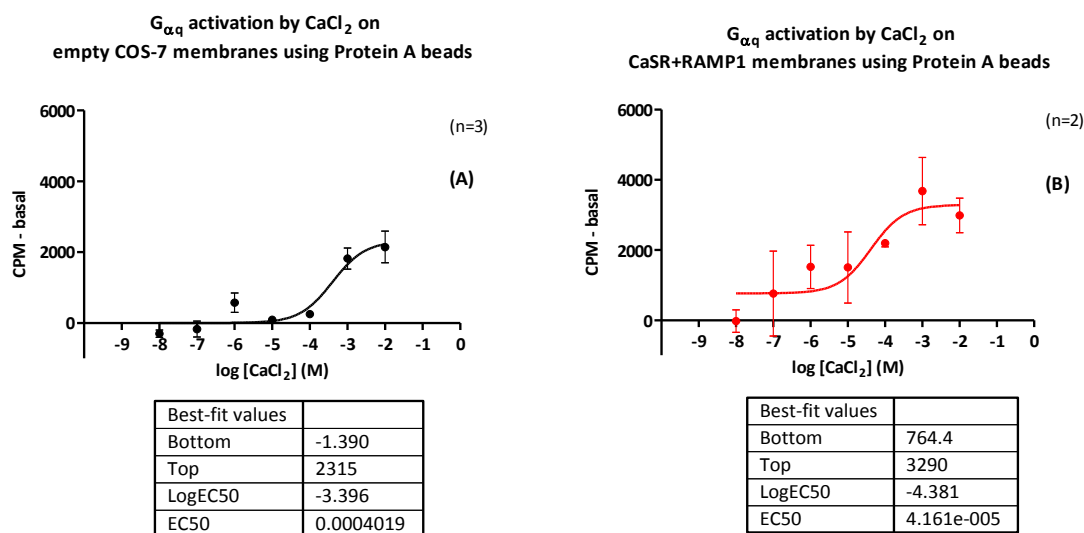 G αq activation by CaCl2 on
empty COS-7 membranes using Protein A beads
6000
4000
2000
0
CPM - basal
(n=3)
(A)
-9 -8 -7 -6 -5 -4 -3 -2 -1 0
log [CaCl2] (M)
Best-fit values
Bottom -1.390
Top 2315
LogEC50 -3.396
EC50 0.0004019
G αq activation by CaCl2 on
CaSR+RAMP1 membranes using Protein A beads
6000
4000
2000
0
CPM - basal
(n=2)
(B)
-9 -8 -7 -6 -5 -4 -3 -2 -1 0
log [CaCl2] (M)
Best-fit values
Bottom 764.4
Top 3290
LogEC50 -4.381
EC50 4.161e-005